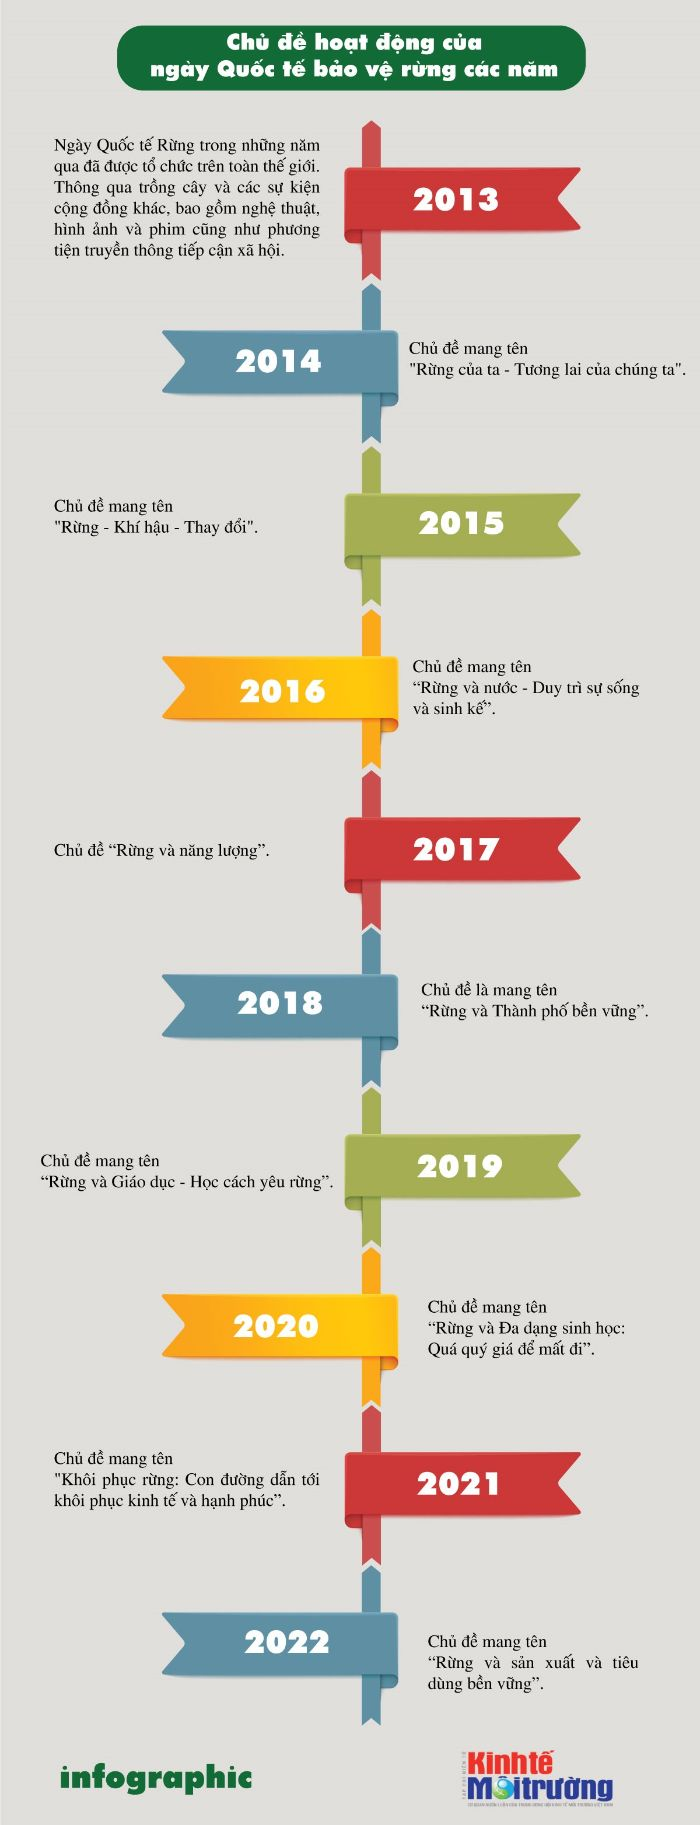 Chủ đề hoạt động của
ngày Quốc tế bảo vệ rừng các năm
Ngày Quốc tế Rừng trong những năm
qua đã được tổ chức trên toàn thế giới.
Thông qua trồng cây và các sự kiện
cộng đồng khác, bao gồm nghệ thuật,
hình ảnh và phim cũng như phương
tiện truyền thông tiếp cận xã hội.
2013
2014
Chủ đề mang tên
"Rừng của ta - Tương lai của chúng ta".
Chủ đề mang tên
"Rừng - Khí hậu - Thay đổi".
2015
2016
Chủ đề mang tên
“Rừng và nước - Duy trì sự sống
và sinh kế”.
Chủ đề “Rừng và năng lượng”.
2017
2018
Chủ đề là mang tên
“Rừng và Thành phố bền vững”.
Chủ đề mang tên
“Rừng và Giáo dục - Học cách yêu rừng”.
2019
2020
Chủ đề mang tên
“Rừng và Đa dạng sinh học:
Quá quý giá để mất đi”.
Chủ đề mang tên
"Khôi phục rừng: Con đường dẫn tới
khôi phục kinh tế và hạnh phúc”.
2021
2022
Chủ đề mang tên
“Rừng và sản xuất và tiêu
dùng bền vững”.
infographic
Kinh tế
Môi trường